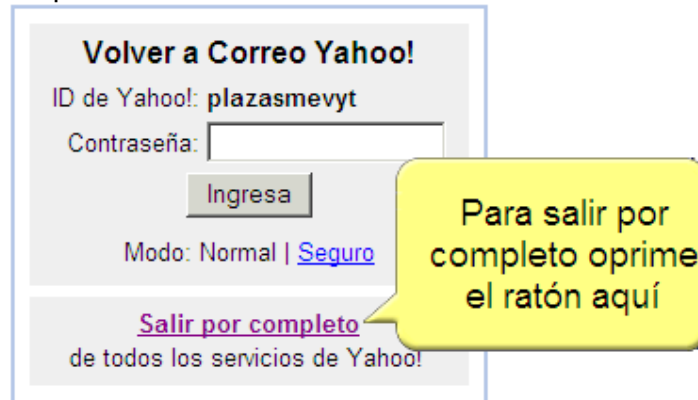 Volver a Correo Yahoo!
ID de Yahoo!: plazasmevyt
Contraseña:
Ingresa
Modo: Normal | Seguro
Salir por completo
de todos los servicios de Yahoo!
Para salir por
completo oprime
el ratón aquí